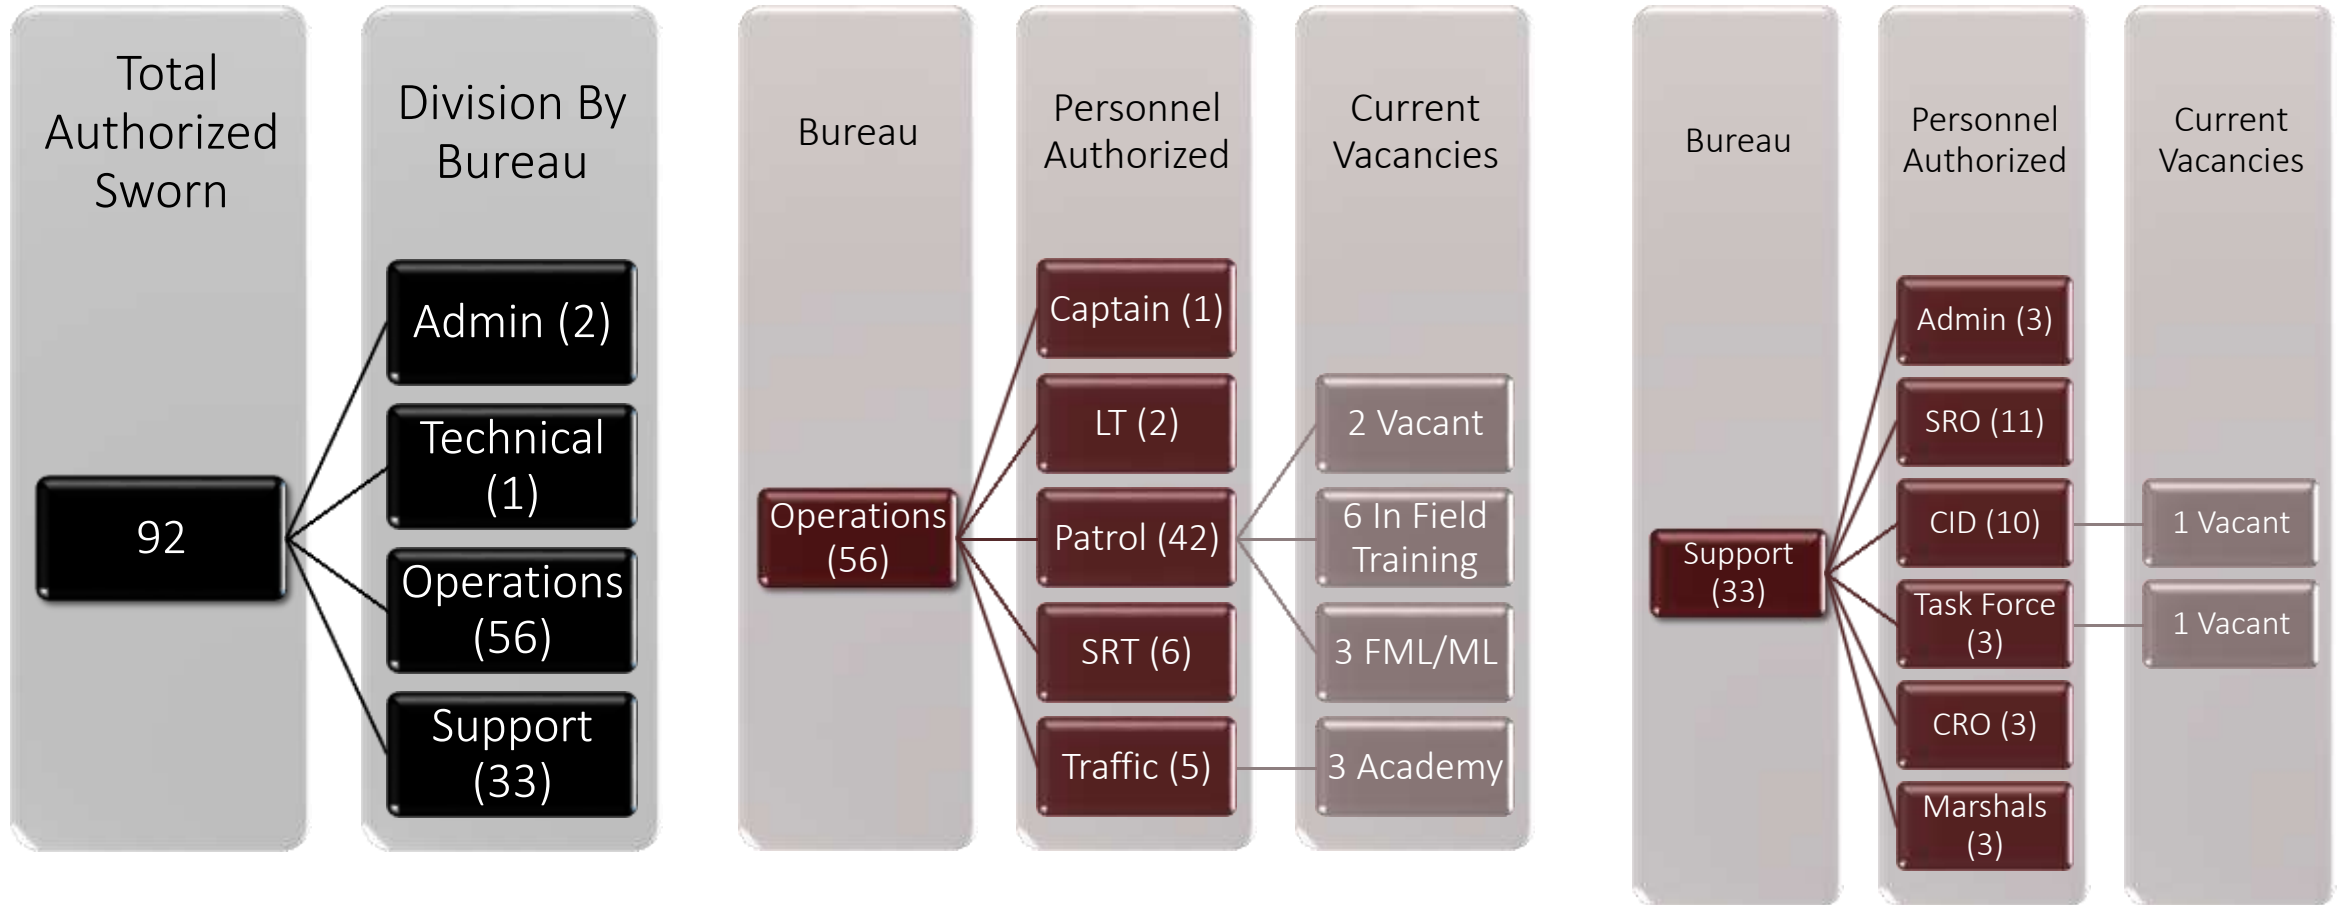 Total
Authorized
Sworn
92
Division By
Bureau
Admin (2)
Technical
(1)
Operations
(56)
Support
(33)
Bureau
Operations
(56)
Personnel
Authorized
Captain (1)
LT (2)
Patrol (42)
SRT (6)
Traffic (5)
Current
Vacancies
2 Vacant
6 In Field
Training
3 FML/ML
3 Academy
Bureau
Support
(33)
Personnel
Authorized
Admin (3)
SRO (11)
CID (10)
Task Force
(3)
CRO (3)
Marshals
(3)
Current
Vacancies
1 Vacant
1 Vacant